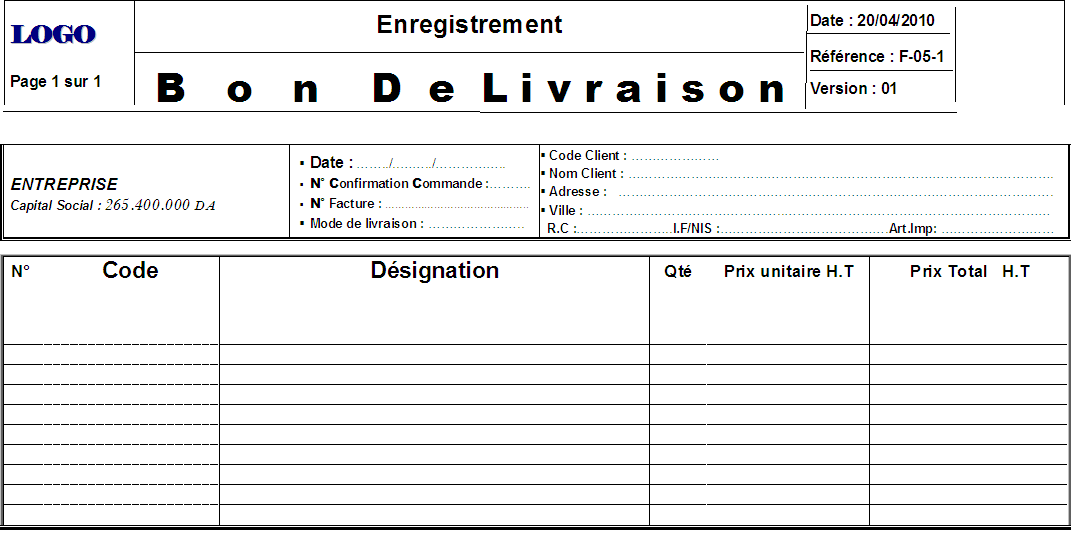 LOGO
Page 1 sur 1
Enregistrement
Bon De Livraison
Date : 20/04/2010
Référence : F-05-1
Version : 01
ENTREPRISE
Capital Social : 265.400.000 DA
▪ Date : ......../........./.................
▪ N° Confirmation Commande :..........
▪ N° Facture : ....................................
▪ Mode de livraison : ........................
▪ Code Client : ......................
▪ Nom Client : ..........................................................................................................
▪ Adresse : ..............................................................................................................
▪ Ville : ....................................................................................................................
R.C :........................I.F/NIS :..........................................Art.Imp: ............................
N° Code Désignation Qté Prix unitaire H.T Prix Total H.T